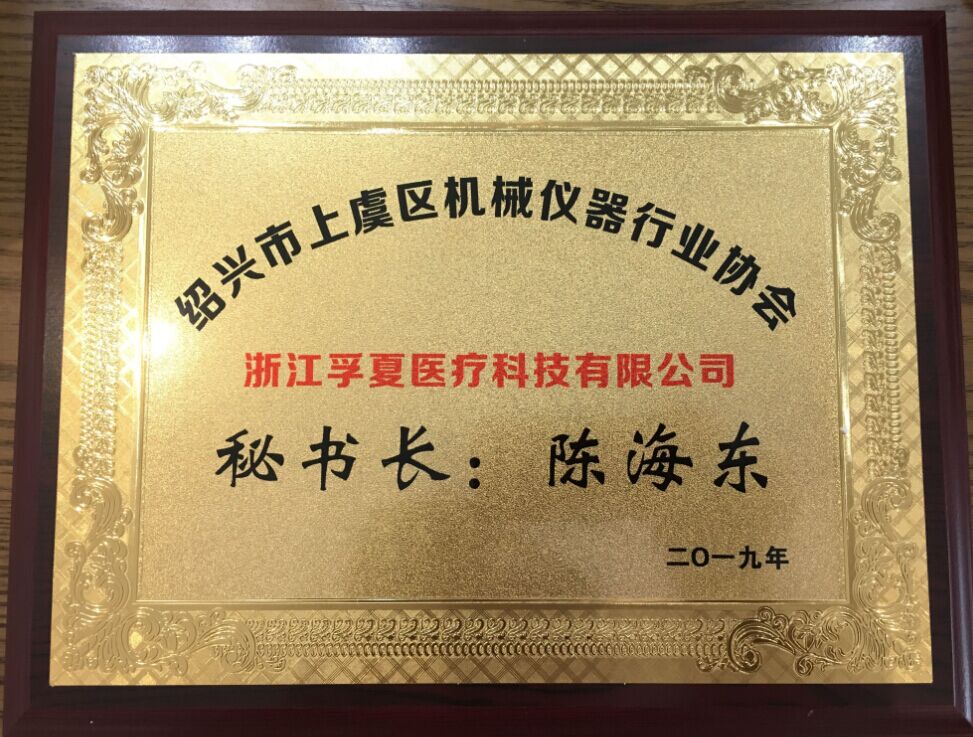 绍兴市上虞区机械仪器行业协会
浙江孚夏医疗科技有限公司
秘书长：陈海东
二〇一九年